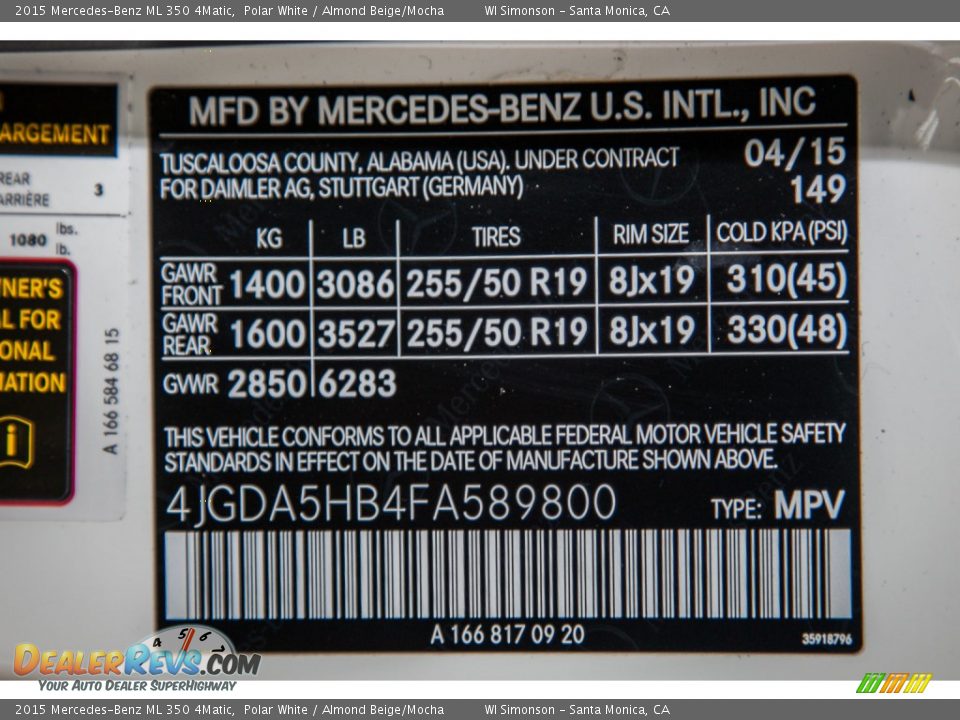 2015 Mercedes-Benz ML 350 4Matic, Polar White / Almond Beige/Mocha WI Simonson - Santa Monica, CA
ARGEMENT
REAR 3
ARRIÈRE
1080 lbs.
lb.
NER'S
L FOR
ONAL
MATION
i
A 166 584 68 15
MFD BY MERCEDES-BENZ U.S. INTL., INC
TUSCALOOSA COUNTY, ALABAMA (USA). UNDER CONTRACT 04/15
FOR DAIMLER AG, STUTTGART (GERMANY) 149
KG LB TIRES RIM SIZE COLD KPA (PSI)
GAWR FRONT 1400 3086 255/50 R19 8Jx19 310(45)
GAWR REAR 1600 3527 255/50 R19 8Jx19 330(48)
GVWR 2850 6283
THIS VEHICLE CONFORMS TO ALL APPLICABLE FEDERAL MOTOR VEHICLE SAFETY
STANDARDS IN EFFECT ON THE DATE OF MANUFACTURE SHOWN ABOVE.
4JGDA5HB4FA589800 TYPE: MPV
A 166 817 09 20 35918796
4 5 6 7
DEALERREVS.COM
YOUR AUTO DEALER SUPERHIGHWAY
2015 Mercedes-Benz ML 350 4Matic, Polar White / Almond Beige/Mocha WI Simonson - Santa Monica, CA